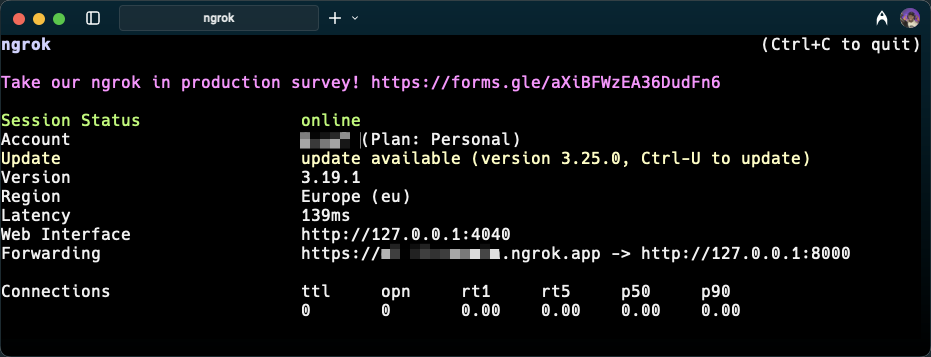 ngrok
ngrok (Ctrl+C to quit)
Take our ngrok in production survey! https://forms.gle/aXiBFWzEA36DudFn6
Session Status online
Account (Plan: Personal)
Update update available (version 3.25.0, Ctrl-U to update)
Version 3.19.1
Region Europe (eu)
Latency 139ms
Web Interface http://127.0.0.1:4040
Forwarding https:// .ngrok.app -> http://127.0.0.1:8000
Connections ttl opn rt1 rt5 p50 p90
0 0 0.00 0.00 0.00 0.00